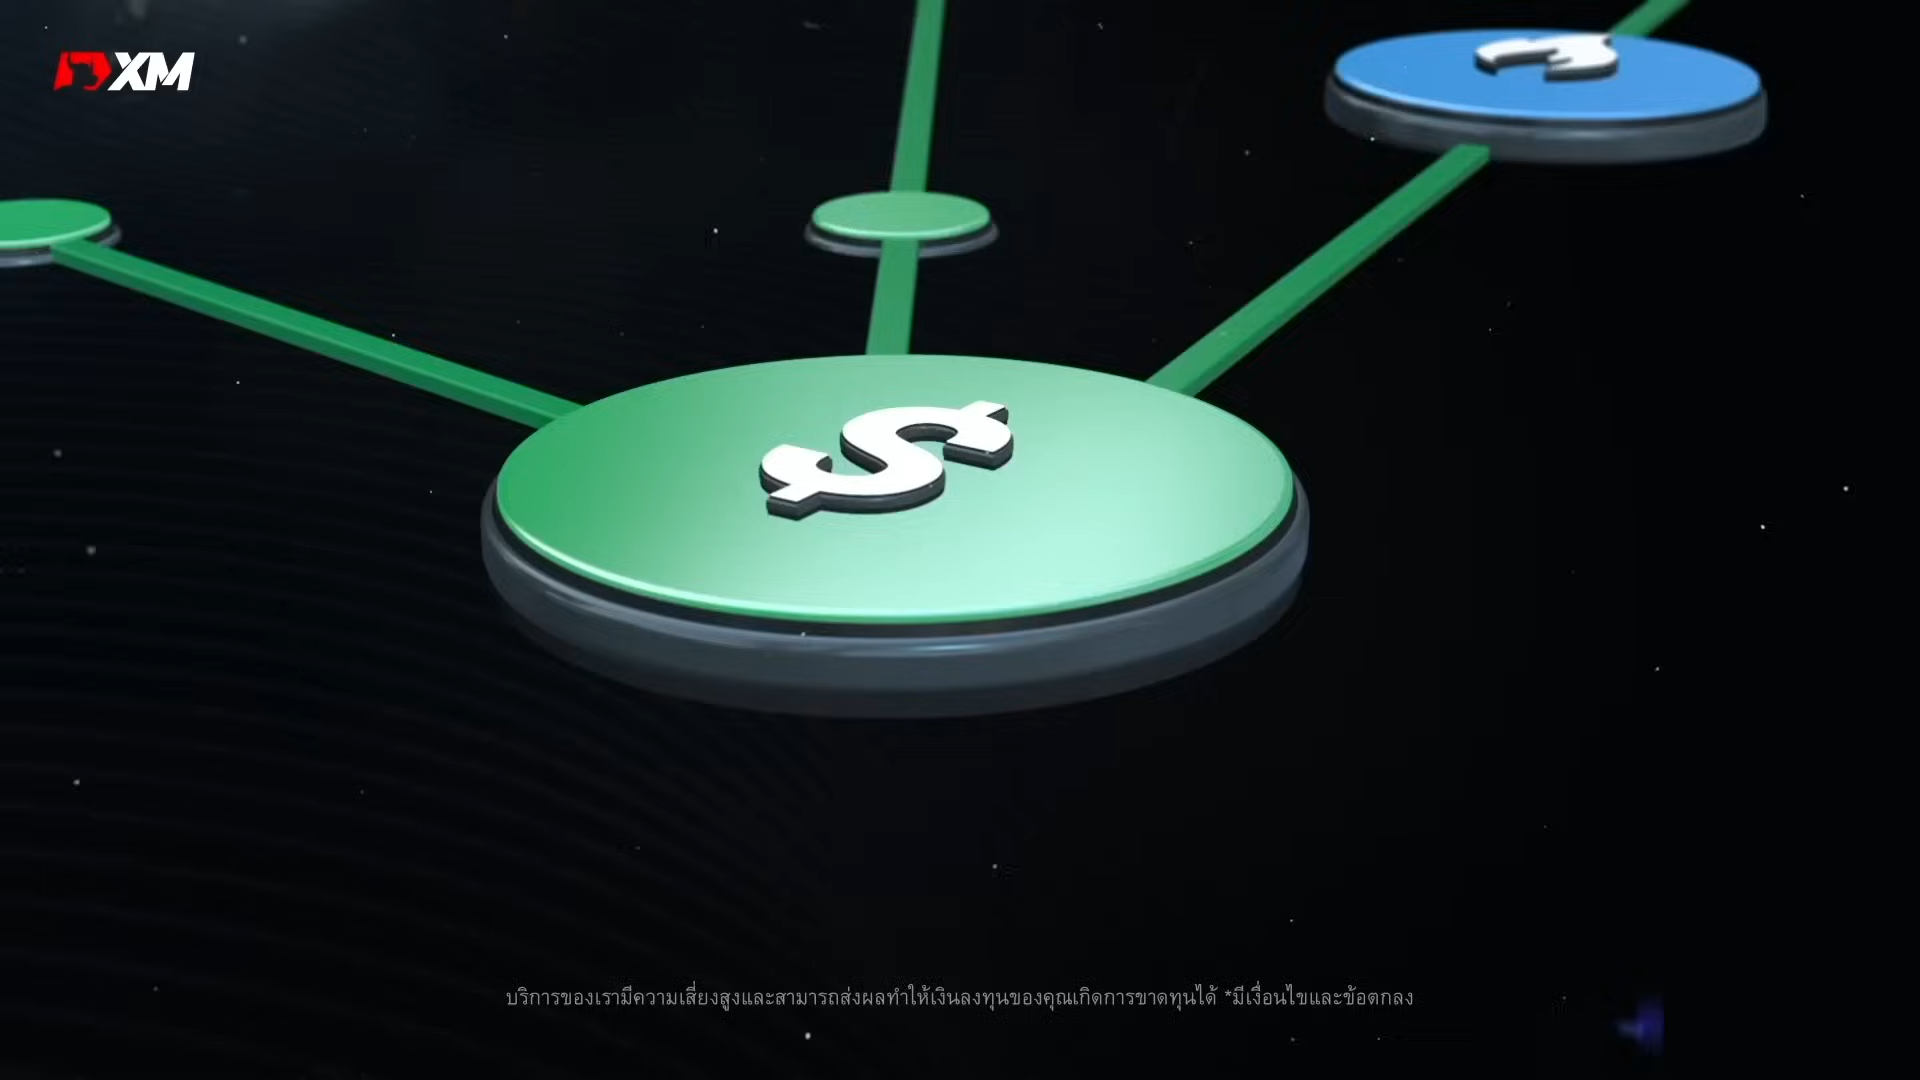 XM
$
บริการของเรามีความเสี่ยงสูงและสามารถส่งผลทำให้เงินลงทุนของคุณเกิดการขาดทุนได้ *มีเงื่อนไขและข้อตกลง